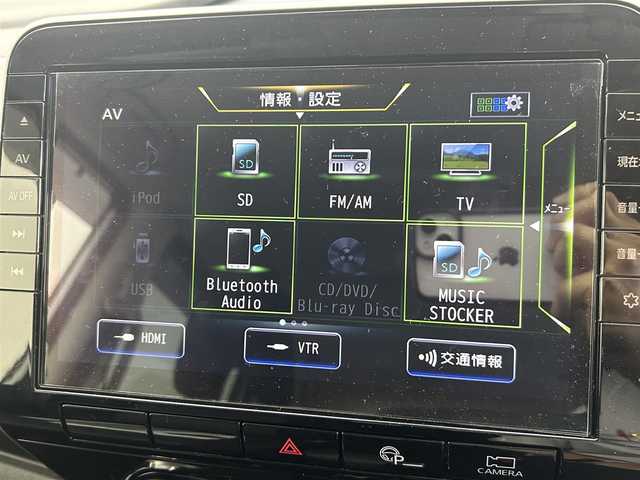 情報・設定
AV
iPod
SD
SD
FM/AM
TV
メニュー
USB
Bluetooth
Audio
CD/DVD/
Blu-ray Disc
SD
MUSIC
STOCKER
HDMI
VTR
交通情報
AV
AV OFF
メニュ
現在
音量
音量
P
CAMERA